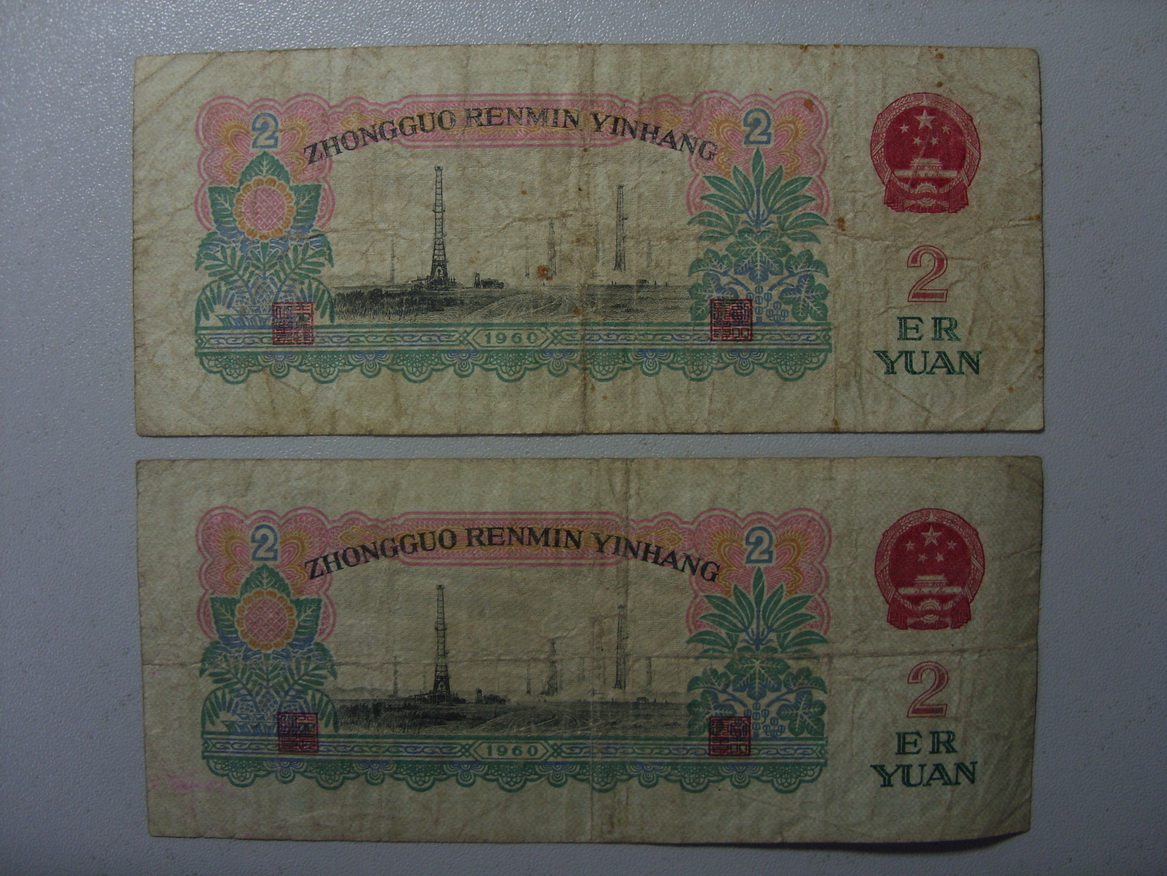 2 ZHONGGUO RENMIN YINHANG 2
1960
2
ER
YUAN
2 ZHONGGUO RENMIN YINHANG 2
1960
2
ER
YUAN